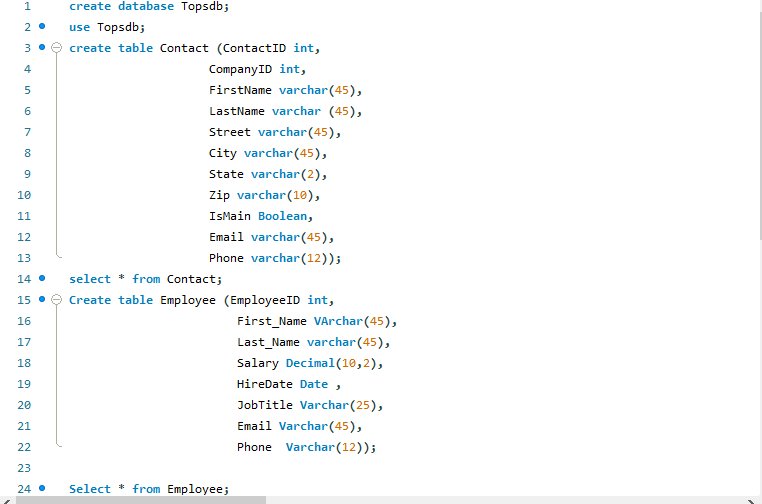 1 create database Topsdb;
2 use Topsdb;
3 create table Contact (ContactID int,
4 CompanyID int,
5 FirstName varchar(45),
6 LastName varchar (45),
7 Street varchar(45),
8 City varchar(45),
9 State varchar(2),
10 Zip varchar(10),
11 IsMain Boolean,
12 Email varchar(45),
13 Phone varchar(12));
14 select * from Contact;
15 Create table Employee (EmployeeID int,
16 First_Name VArchar(45),
17 Last_Name varchar(45),
18 Salary Decimal(10,2),
19 HireDate Date ,
20 JobTitle Varchar(25),
21 Email Varchar(45),
22 Phone  Varchar(12));
23
24 Select * from Employee;